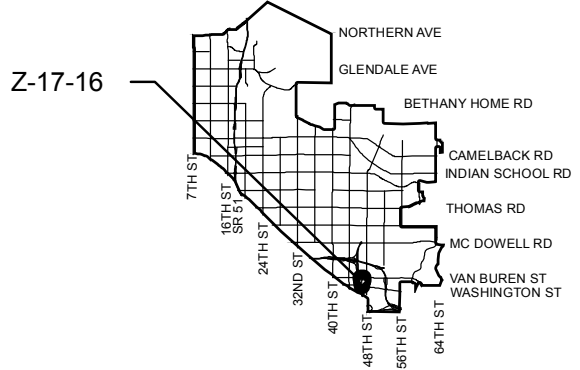 NORTHERN AVE
GLENDALE AVE
Z-17-16
BETHANY HOME RD
CAMELBACK RD
INDIAN SCHOOL RD
THOMAS RD
MC DOWELL RD
VAN BUREN ST
WASHINGTON ST
7TH ST
16TH ST
SR 51
24TH ST
32ND ST
40TH ST
48TH ST
56TH ST
64TH ST